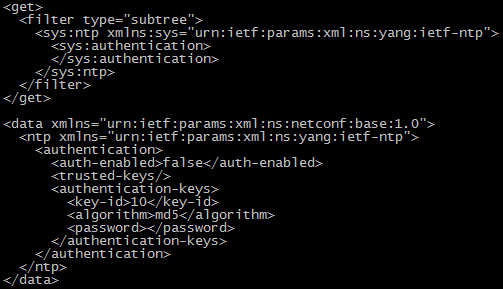 <get>
  <filter type="subtree">
    <sys:ntp xmlns:sys="urn:ietf:params:xml:ns:yang:ietf-ntp">
      <sys:authentication>
      </sys:authentication>
    </sys:ntp>
  </filter>
</get>

<data xmlns="urn:ietf:params:xml:ns:netconf:base:1.0">
  <ntp xmlns="urn:ietf:params:xml:ns:yang:ietf-ntp">
    <authentication>
      <auth-enabled>false</auth-enabled>
      <trusted-keys/>
      <authentication-keys>
        <key-id>10</key-id>
        <algorithm>md5</algorithm>
        <password></password>
      </authentication-keys>
    </authentication>
  </ntp>
</data>